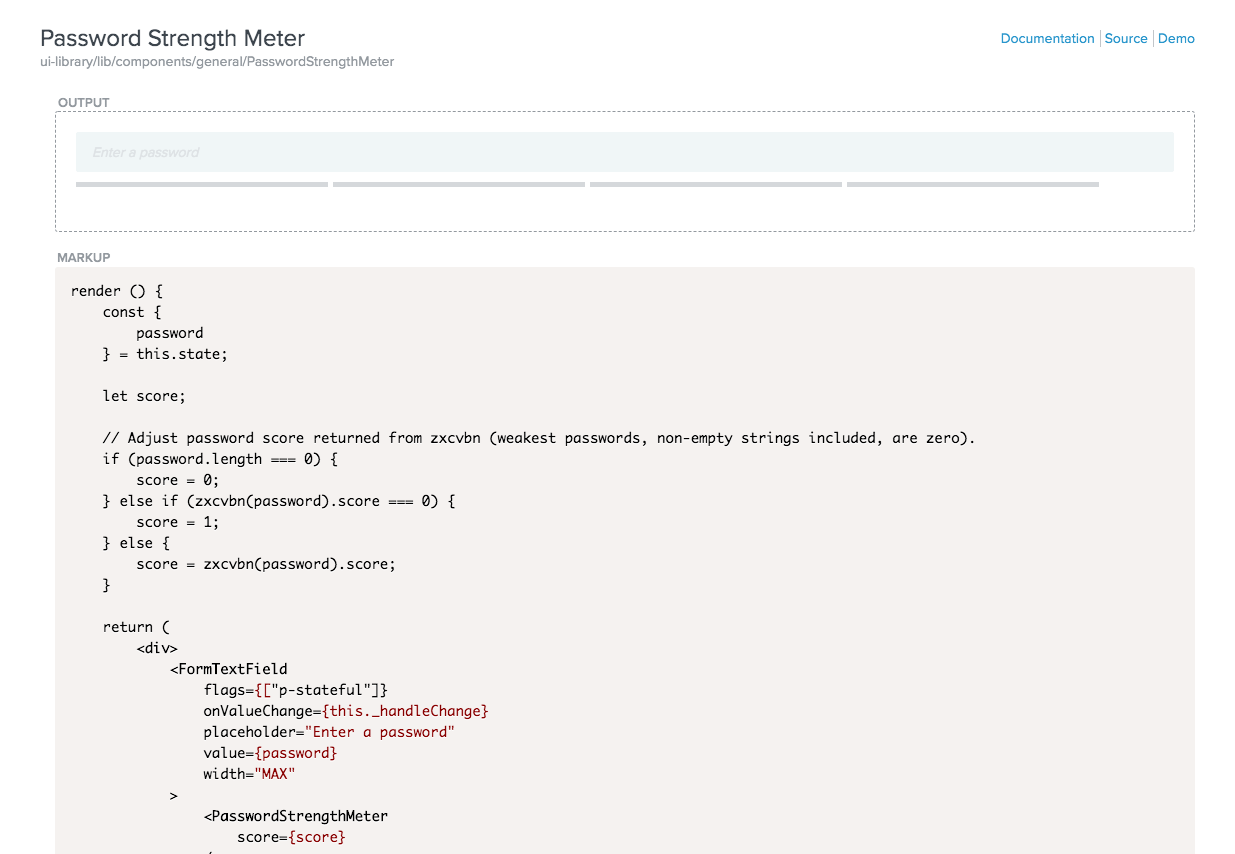 Password Strength Meter
Documentation Source Demo
ui-library/lib/components/general/PasswordStrengthMeter
OUTPUT
Enter a password
MARKUP
render () {
    const {
        password
    } = this.state;

    let score;

    // Adjust password score returned from zxcvbn (weakest passwords, non-empty strings included, are zero).
    if (password.length === 0) {
        score = 0;
    } else if (zxcvbn(password).score === 0) {
        score = 1;
    } else {
        score = zxcvbn(password).score;
    }

    return (
        <div>
            <FormTextField
                flags={["p-stateful"]}
                onValueChange={this._handleChange}
                placeholder="Enter a password"
                value={password}
                width="MAX"
            >
                <PasswordStrengthMeter
                    score={score}